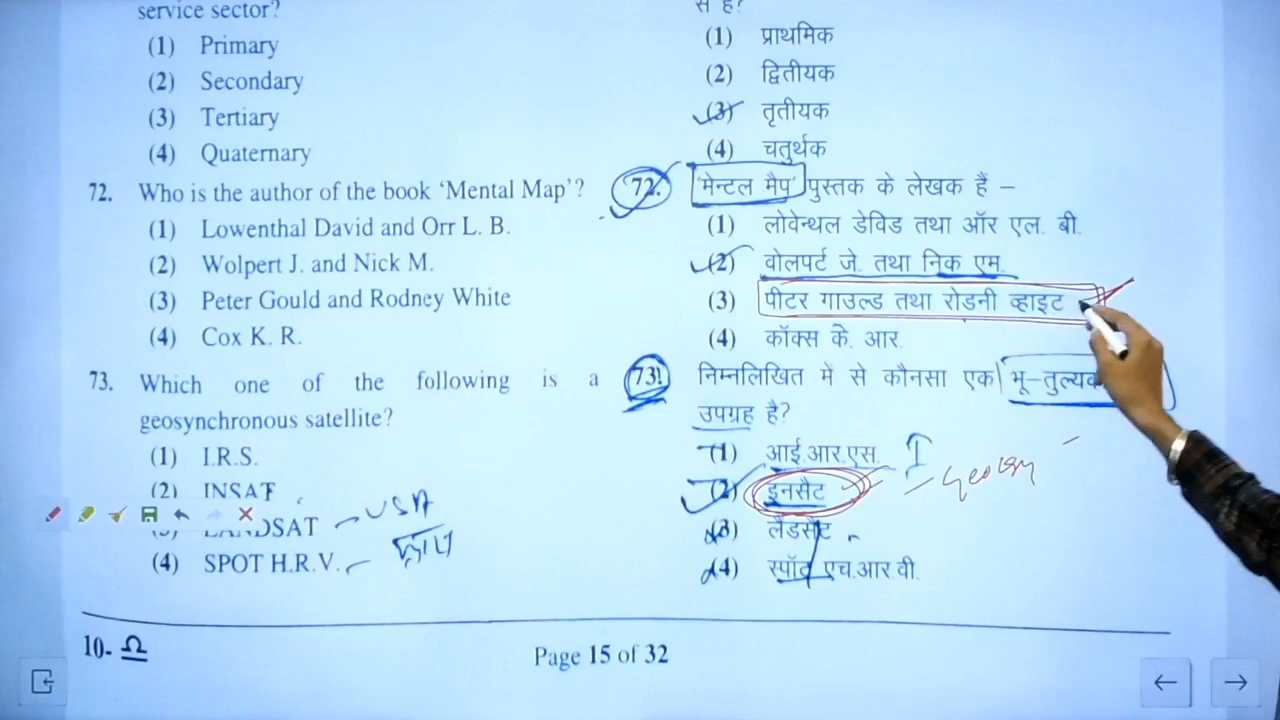 service sector?
(1) Primary
(2) Secondary
(3) Tertiary
(4) Quaternary
72. Who is the author of the book ‘Mental Map’?
(1) Lowenthal David and Orr L. B.
(2) Wolpert J. and Nick M.
(3) Peter Gould and Rodney White
(4) Cox K. R.
73. Which one of the following is a
geosynchronous satellite?
(1) I.R.S.
(2) INSAT
(3) LANDSAT USA
(4) SPOT H.R.V.
से है?
(1) प्राथमिक
(2) द्वितीयक
(3) तृतीयक
(4) चतुर्थक
72. ‘मेन्टल मैप’ पुस्तक के लेखक हैं –
(1) लोवेन्थल डेविड तथा ऑर एल. बी.
(2) वोलपर्ट जे. तथा निक एम.
(3) पीटर गाउल्ड तथा रोडनी व्हाइट
(4) कॉक्स के. आर.
73. निम्नलिखित में से कौनसा एक भू-तुल्यक
उपग्रह है?
(1) आई.आर.एस.
(2) इनसैट
(3) लैंडसैट
(4) स्पॉट एच.आर.वी.
10-
Page 15 of 32